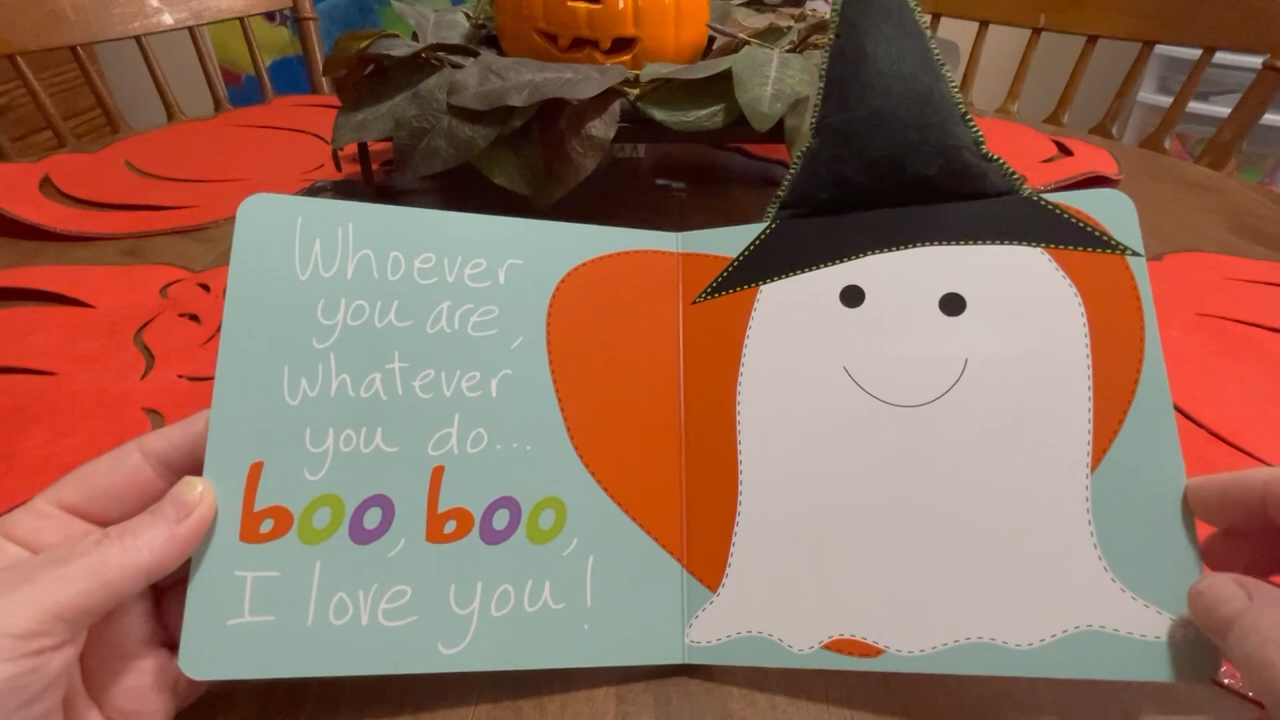 Whoever
you are,
whatever
you do...
boo, boo,
I love you!